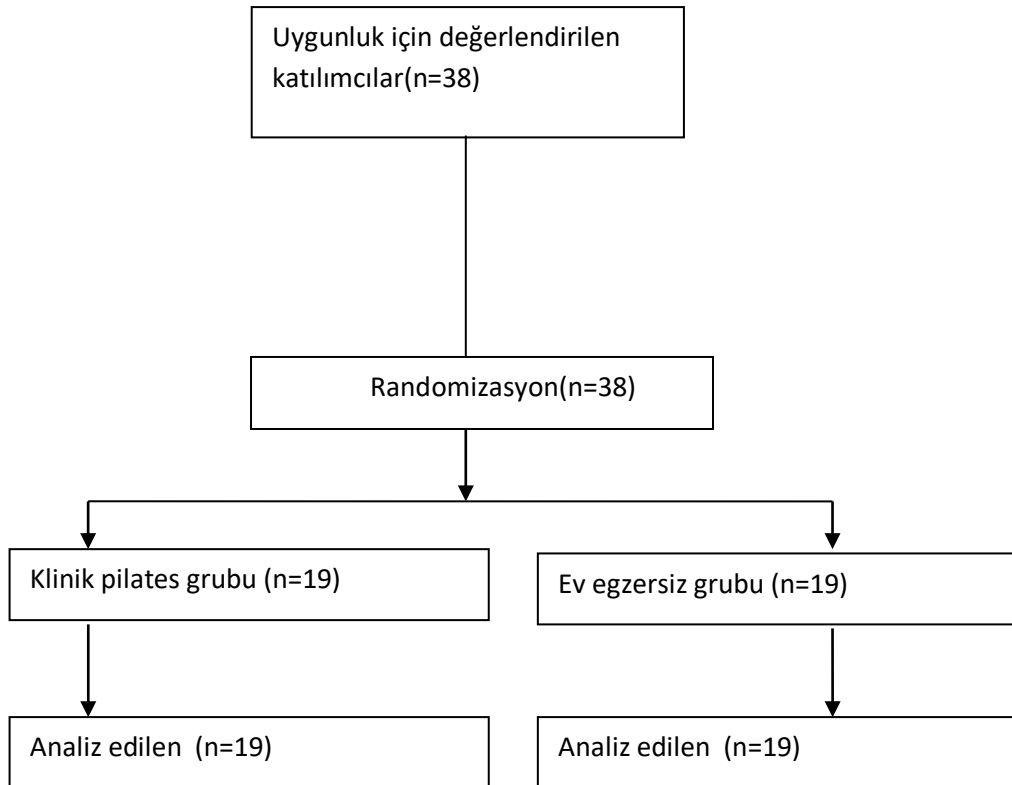 Uygunluk için değerlendirilen
katılımcılar(n=38)
Randomizasyon(n=38)
Klinik pilates grubu (n=19)
Ev egzersiz grubu (n=19)
Analiz edilen  (n=19)
Analiz edilen  (n=19)